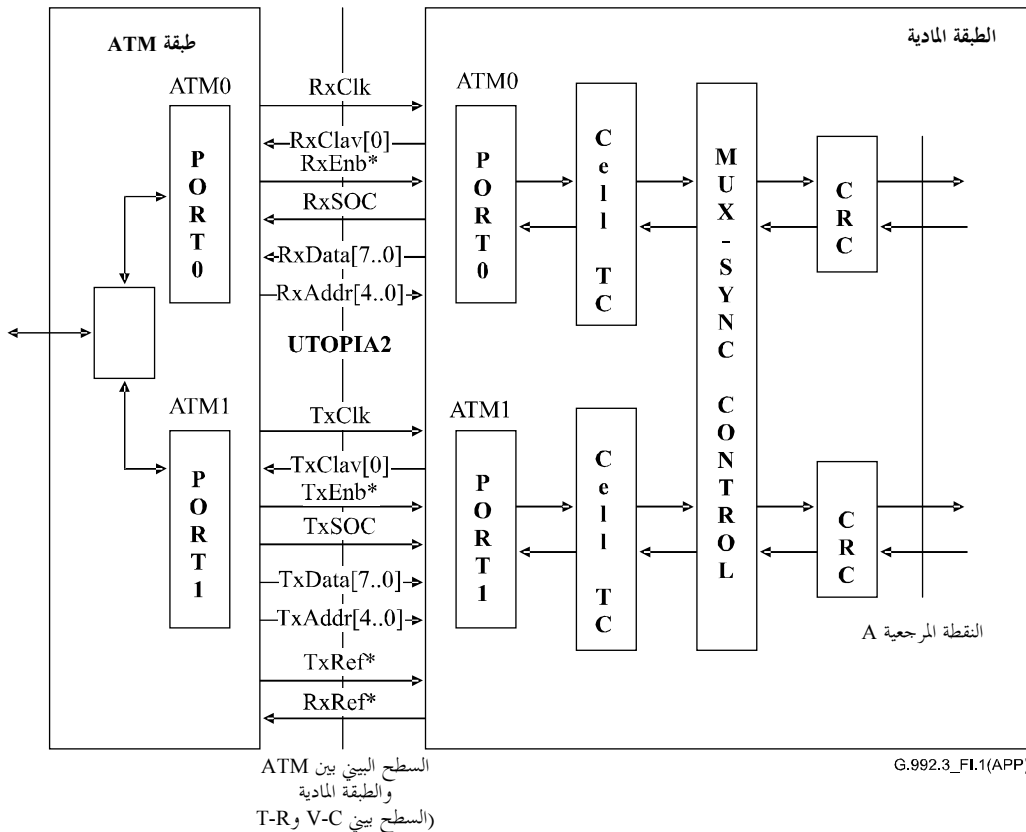 طبقة ATM
الطبقة المادية
ATM0
RxClk
ATM0
RxClav[0]
RxEnb*
RxSOC
RxData[7..0]
RxAddr[4..0]
PORT0
PORT0
Cell TC
MUX - SYNC CONTROL
CRC
UTOPIA2
ATM1
TxClk
ATM1
TxClav[0]
TxEnb*
TxSOC
TxData[7..0]
TxAddr[4..0]
TxRef*
RxRef*
PORT1
PORT1
Cell TC
CRC
النقطة المرجعية A
السطح البيني بين ATM
والطبقة المادية
(السطح بيني V-C وT-R
G.992.3_FI.1(APP)